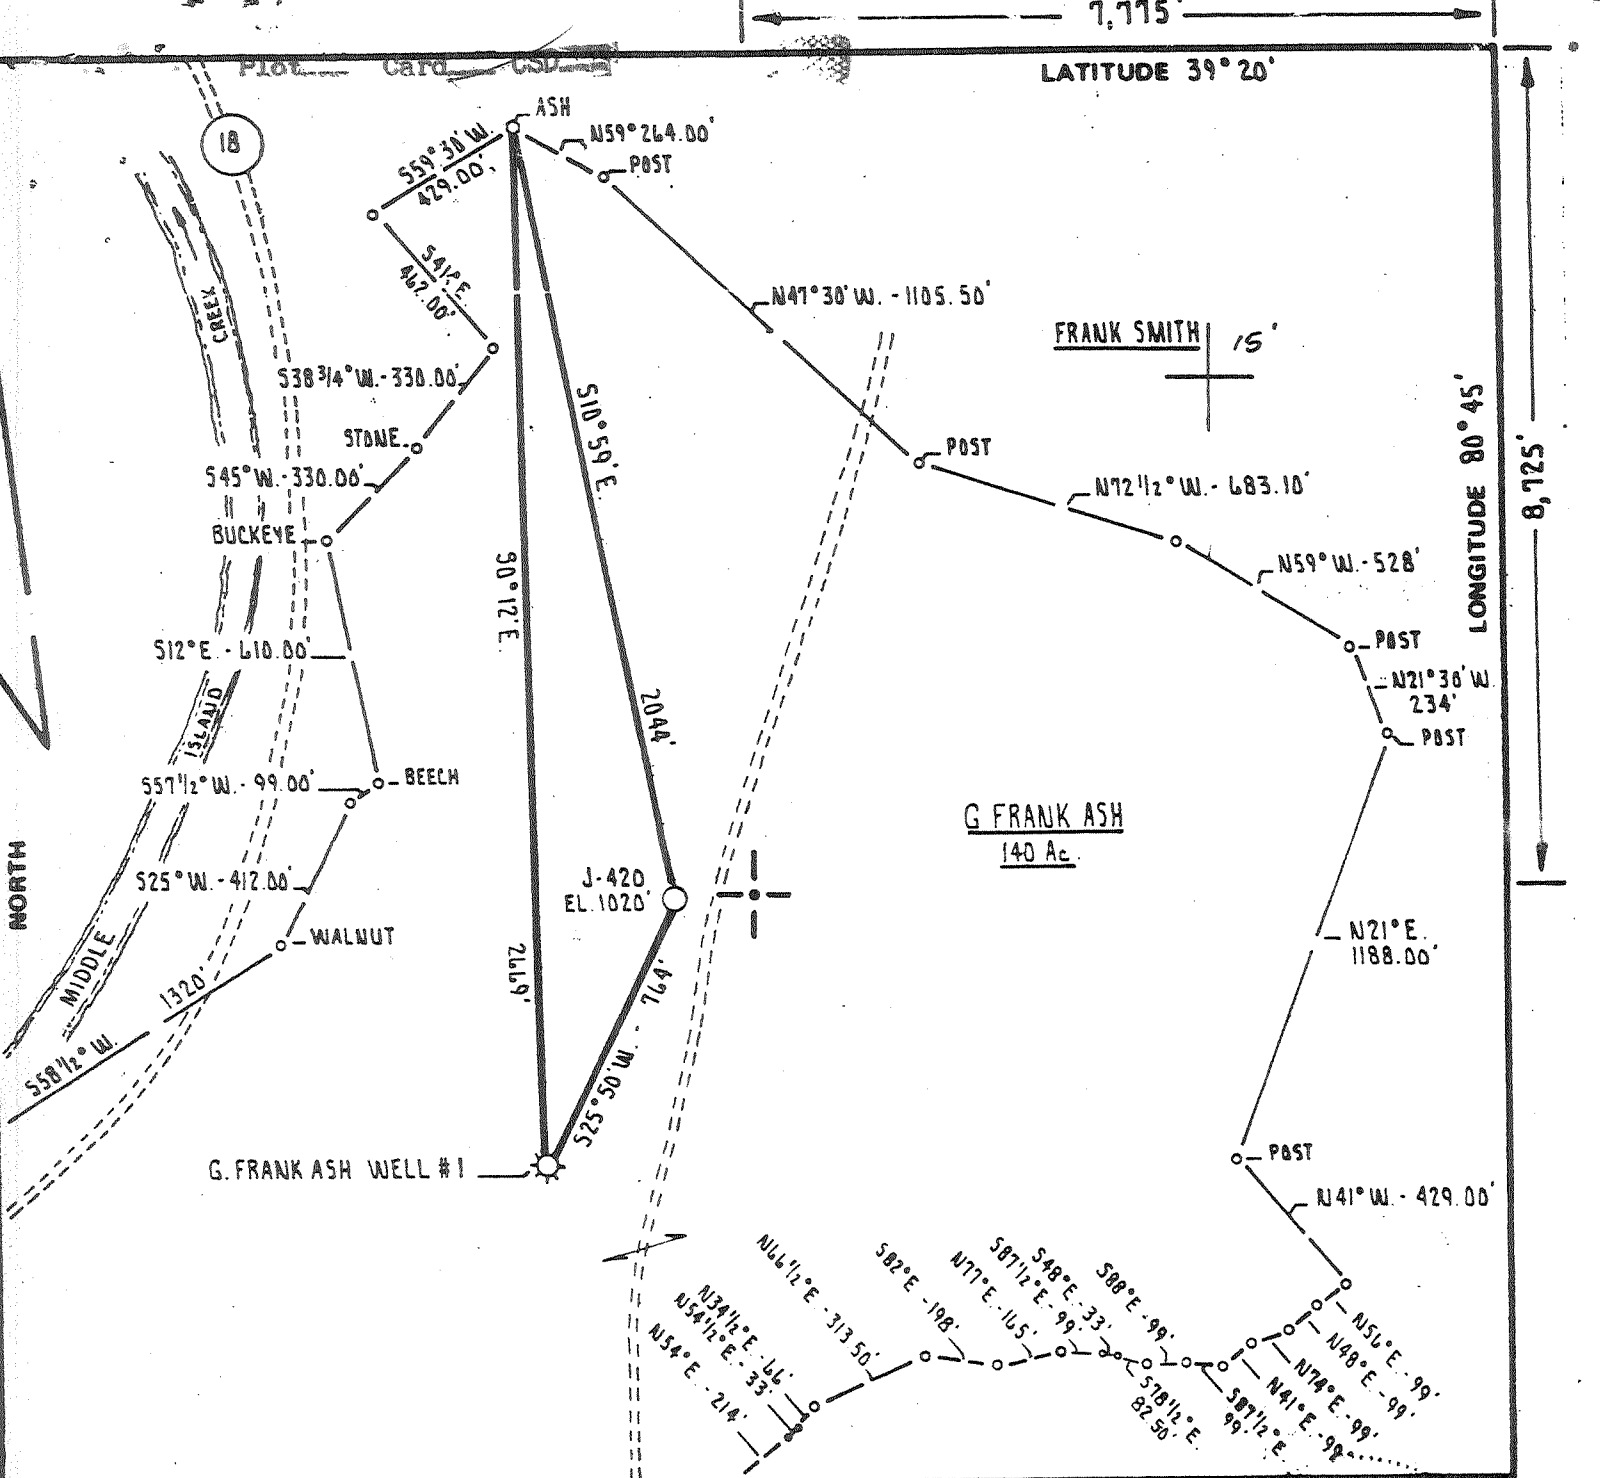 7,775'
Plot Card CSD
LATITUDE 39° 20'
18
ASH
N59° 264.00'
POST
S59° 30' W.
429.00'
S41° E.
462.00'
N47° 30' W. - 1105.50'
FRANK SMITH
15'
CREEK
S38 3/4° W. - 330.00'
STONE
S45° W. - 330.00'
BUCKEYE
S10° 59' E.
2044'
POST
N72 1/2° W. - 683.10'
N59° W. - 528'
LONGITUDE 80° 45'
8,725'
S0° 12' E.
2669'
S12° E. - 610.00'
ISLAND
POST
N21° 30' W.
234'
POST
S57 1/2° W. - 99.00'
BEECH
G FRANK ASH
140 Ac.
NORTH
S25° W. - 412.00'
J-420
EL. 1020'
WALNUT
MIDDLE
N21° E.
1188.00'
1320'
S58 1/2° W.
764'
S25° 50' W.
G. FRANK ASH WELL #1
POST
N41° W. - 429.00'
N66 1/2° E. - 313.50'
S82° E - 198'
N77° E. - 165'
S87 1/2° E. - 99'
S48° E. - 33'
S88° E. - 99'
N34 1/2° E. - 66'
N54 1/2° E. - 33'
N54° E. - 214'
N56° E. - 99'
N48° E. - 99'
N74° E. - 99'
N41° E. - 99'
S87 1/2° E.
99'
S78 1/2° E.
82.50'